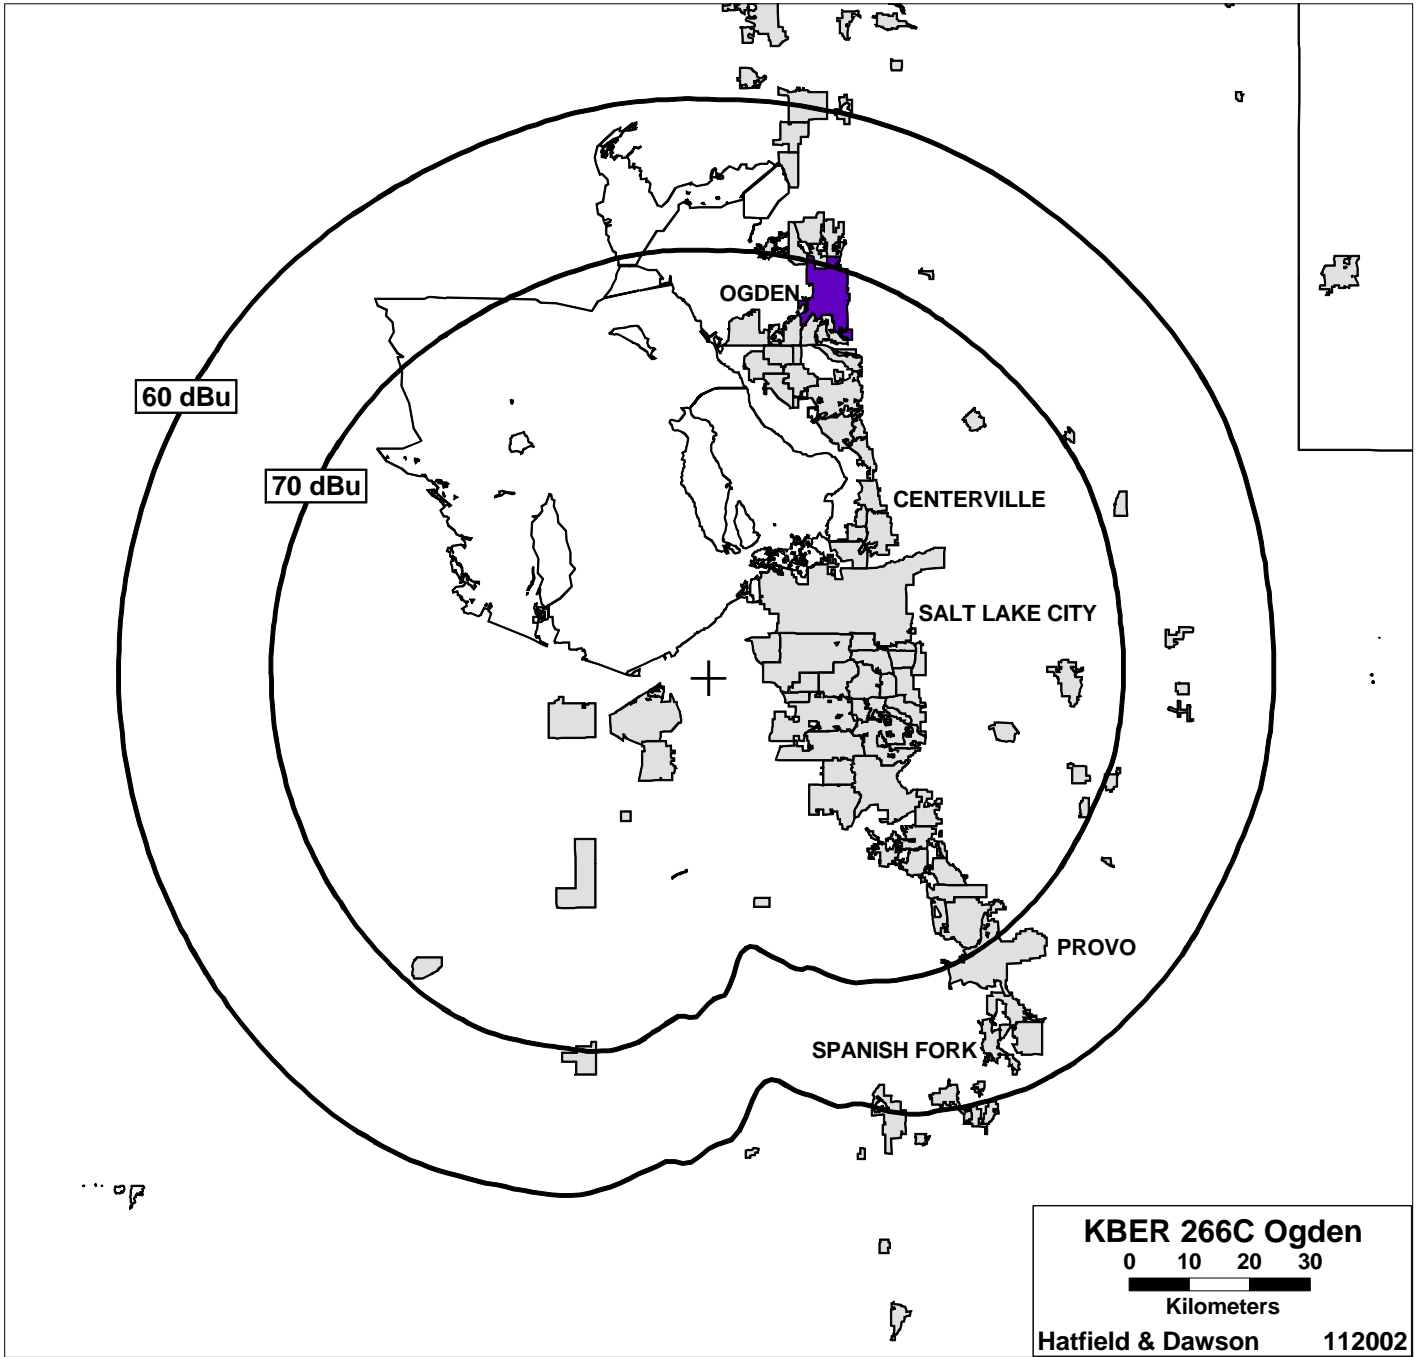 OGDEN
60 dBu
70 dBu
CENTERVILLE
SALT LAKE CITY
PROVO
SPANISH FORK
KBER 266C Ogden
0 10 20 30
Kilometers
Hatfield & Dawson 112002